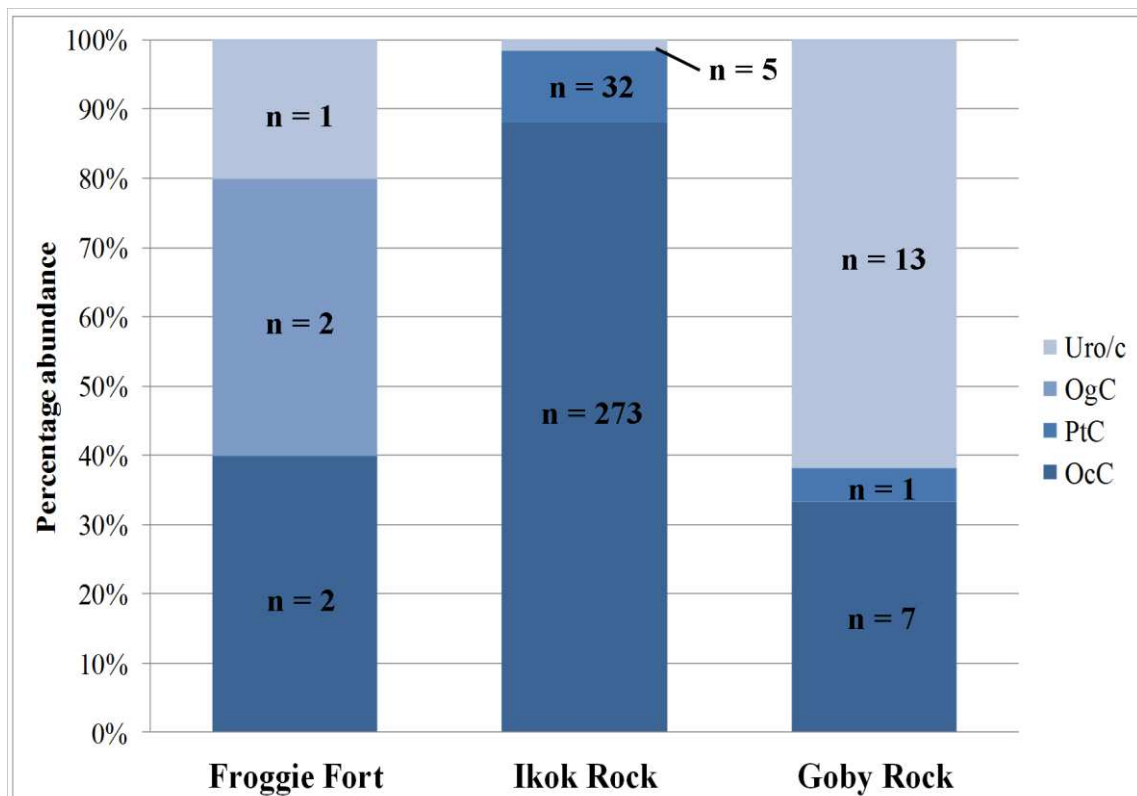 Percentage abundance
100%
90%
80%
70%
60%
50%
40%
30%
20%
10%
0%
n = 1
n = 2
n = 2
n = 5
n = 32
n = 273
n = 13
n = 1
n = 7
Froggie Fort
Ikok Rock
Goby Rock
Uro/c
OgC
PtC
OcC